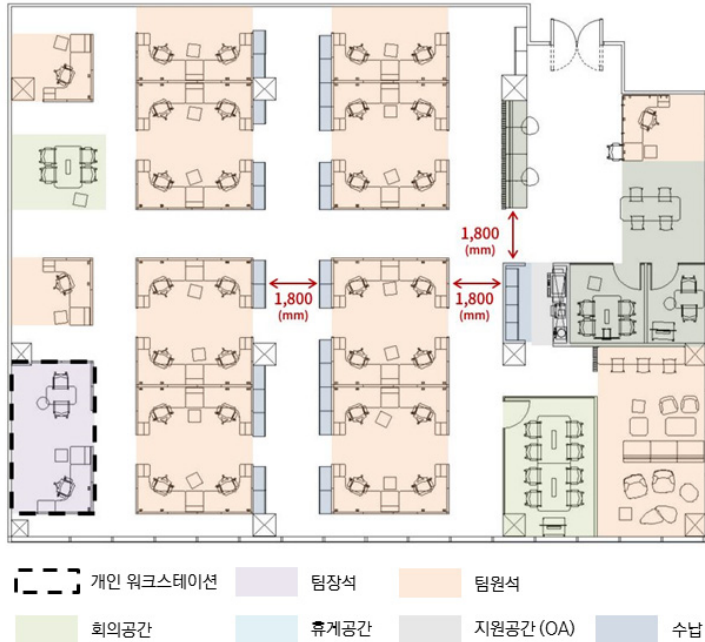 1,800
(mm)
1,800
(mm)
1,800
(mm)
개인 워크스테이션
팀장석
팀원석
회의공간
휴게공간
지원공간(OA)
수납